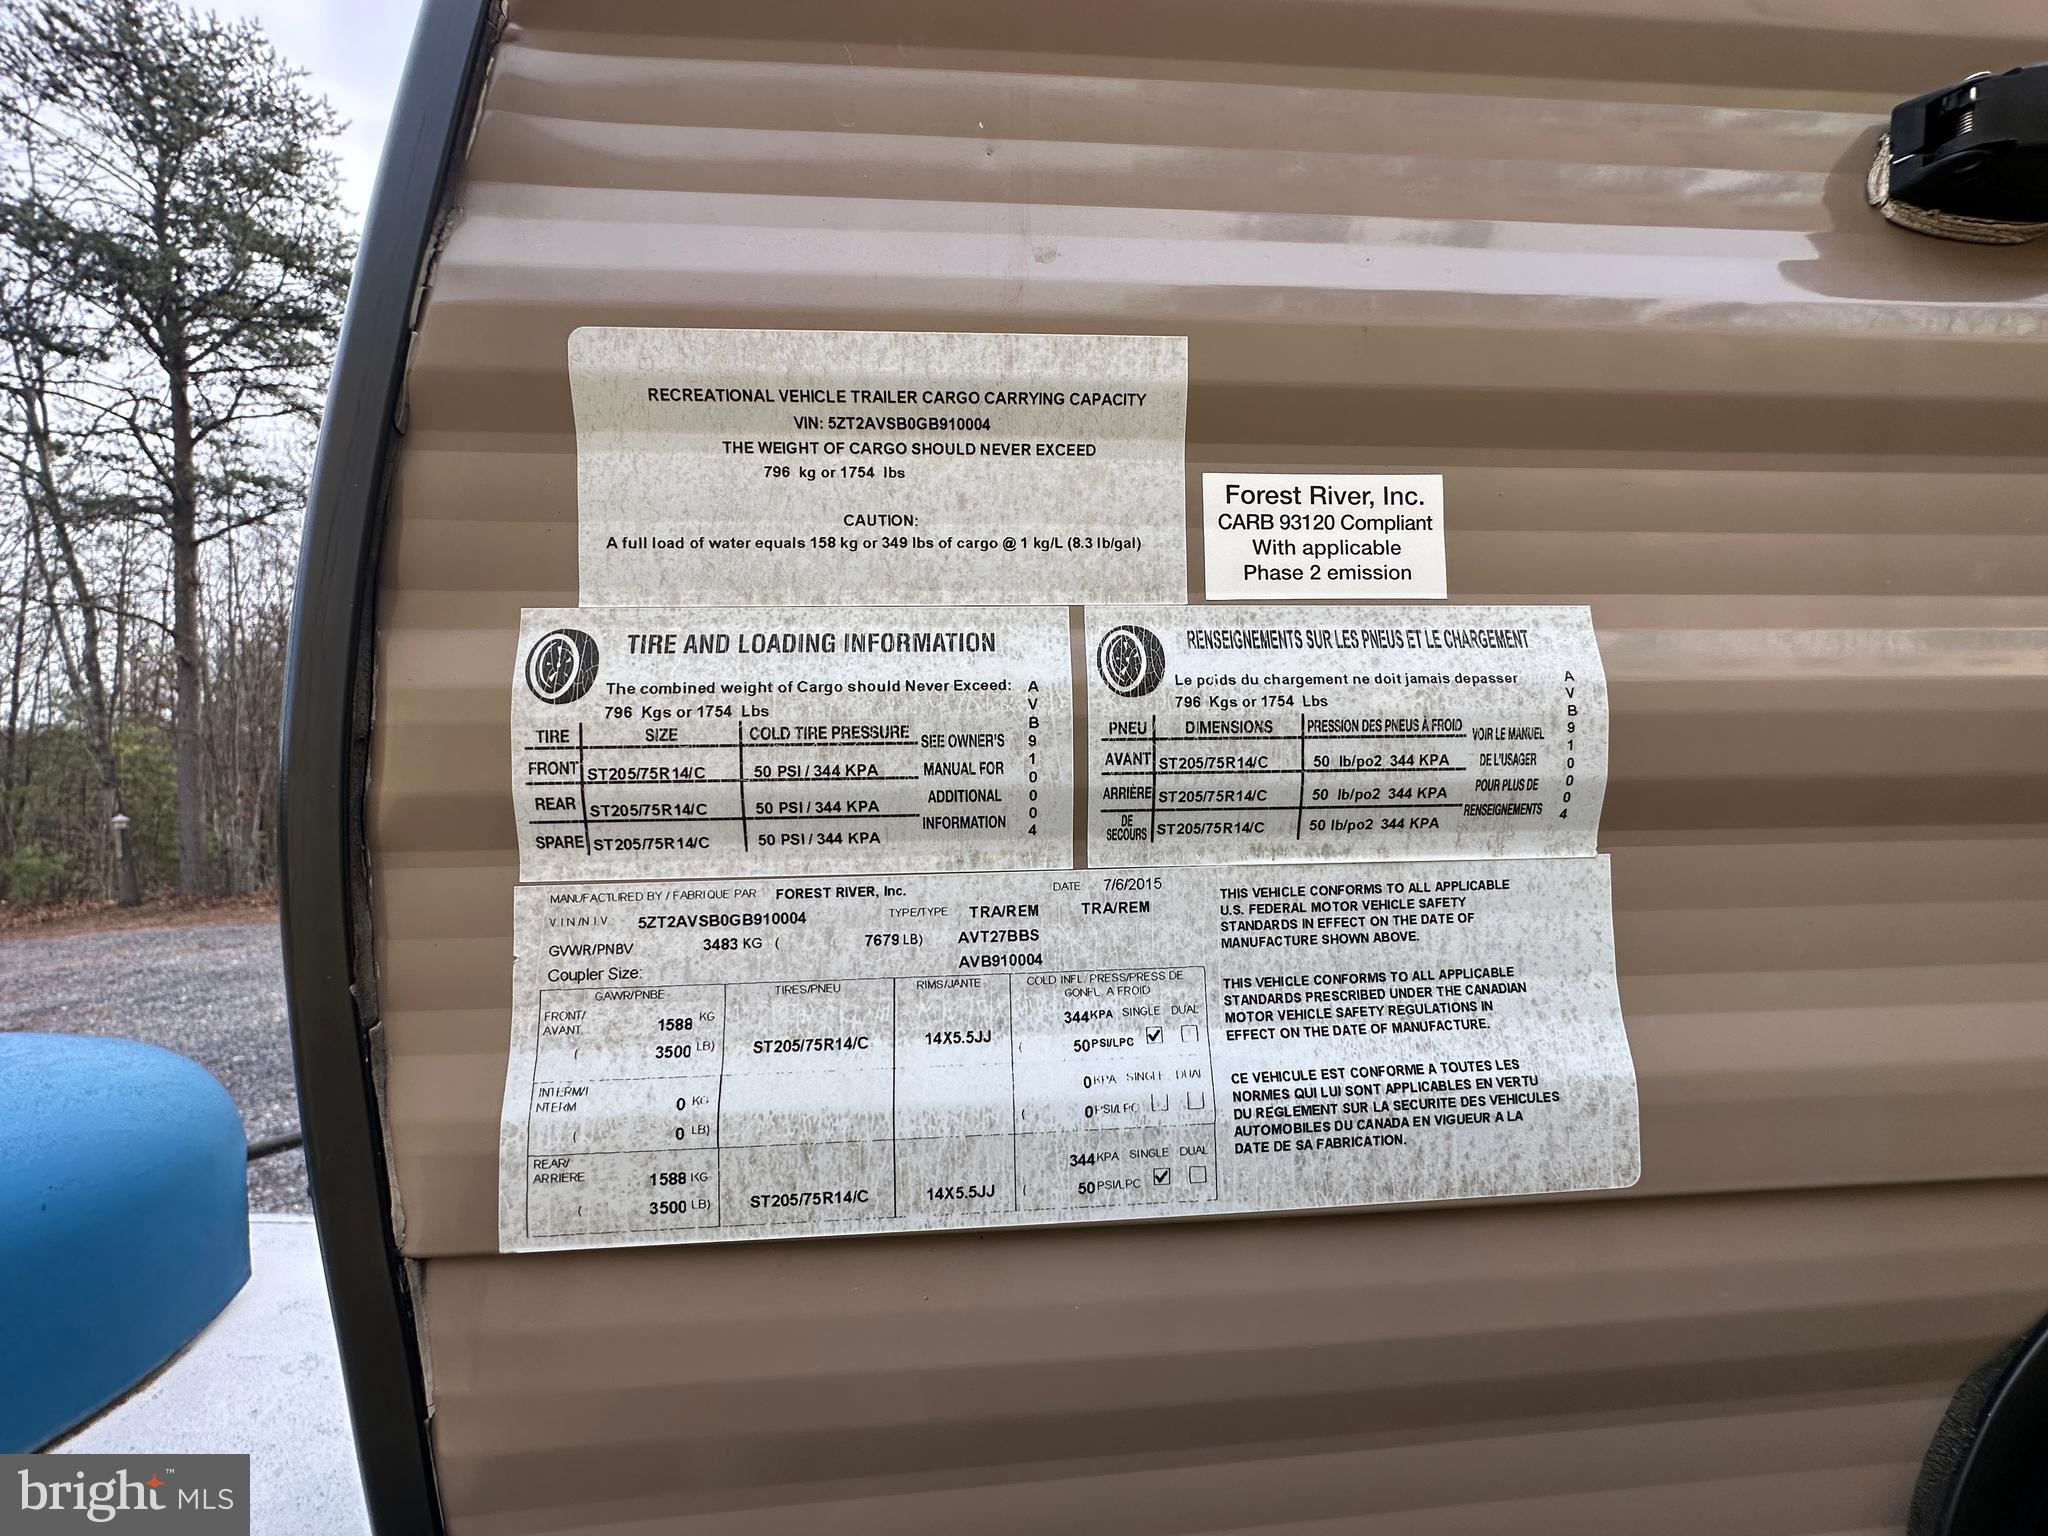 RECREATIONAL VEHICLE TRAILER CARGO CARRYING CAPACITY
VIN: 5ZT2AVSB0GB910004
THE WEIGHT OF CARGO SHOULD NEVER EXCEED
796 kg or 1754 lbs
CAUTION:
A full load of water equals 158 kg or 349 lbs of cargo @ 1 kg/L (8.3 lb/gal)
Forest River, Inc.
CARB 93120 Compliant
With applicable
Phase 2 emission
TIRE AND LOADING INFORMATION
The combined weight of Cargo should Never Exceed:
796 Kgs or 1754 Lbs
TIRE SIZE COLD TIRE PRESSURE
FRONT ST205/75R14/C 50 PSI / 344 KPA
REAR ST205/75R14/C 50 PSI / 344 KPA
SPARE ST205/75R14/C 50 PSI / 344 KPA
SEE OWNER'S
MANUAL FOR
ADDITIONAL
INFORMATION
AVB910004
RENSEIGNEMENTS SUR LES PNEUS ET LE CHARGEMENT
Le poids du chargement ne doit jamais depasser
796 Kgs or 1754 Lbs
PNEU DIMENSIONS PRESSION DES PNEUS À FROID
AVANT ST205/75R14/C 50 lb/po2 344 KPA
ARRIÈRE ST205/75R14/C 50 lb/po2 344 KPA
DE SECOURS ST205/75R14/C 50 lb/po2 344 KPA
VOIR LE MANUEL
DE L'USAGER
POUR PLUS DE
RENSEIGNEMENTS
AVB910004
MANUFACTURED BY / FABRIQUE PAR FOREST RIVER, Inc. DATE 7/6/2015
V.I.N/N.I.V. 5ZT2AVSB0GB910004 TYPE/TYPE TRA/REM TRA/REM
GVWR/PNBV 3483 KG ( 7679 LB) AVT27BBS
AVB910004
Coupler Size:
GAWR/PNBE TIRES/PNEU RIMS/JANTE COLD INFL. PRESS/PRESS DE
GONFL. A FROID
FRONT/
AVANT 1588 KG 344 KPA SINGLE DUAL
( 3500 LB) ST205/75R14/C 14X5.5JJ ( 50 PSI/LPC
INTERM/I
NTERM 0 KG 0 KPA SINGLE DUAL
( 0 LB) ( 0 PSI/LPC
REAR/
ARRIERE 1588 KG 344 KPA SINGLE DUAL
( 3500 LB) ST205/75R14/C 14X5.5JJ ( 50 PSI/LPC
THIS VEHICLE CONFORMS TO ALL APPLICABLE
U.S. FEDERAL MOTOR VEHICLE SAFETY
STANDARDS IN EFFECT ON THE DATE OF
MANUFACTURE SHOWN ABOVE.
THIS VEHICLE CONFORMS TO ALL APPLICABLE
STANDARDS PRESCRIBED UNDER THE CANADIAN
MOTOR VEHICLE SAFETY REGULATIONS IN
EFFECT ON THE DATE OF MANUFACTURE.
CE VEHICULE EST CONFORME A TOUTES LES
NORMES QUI LUI SONT APPLICABLES EN VERTU
DU REGLEMENT SUR LA SECURITE DES VEHICULES
AUTOMOBILES DU CANADA EN VIGUEUR A LA
DATE DE SA FABRICATION.
bright™ MLS